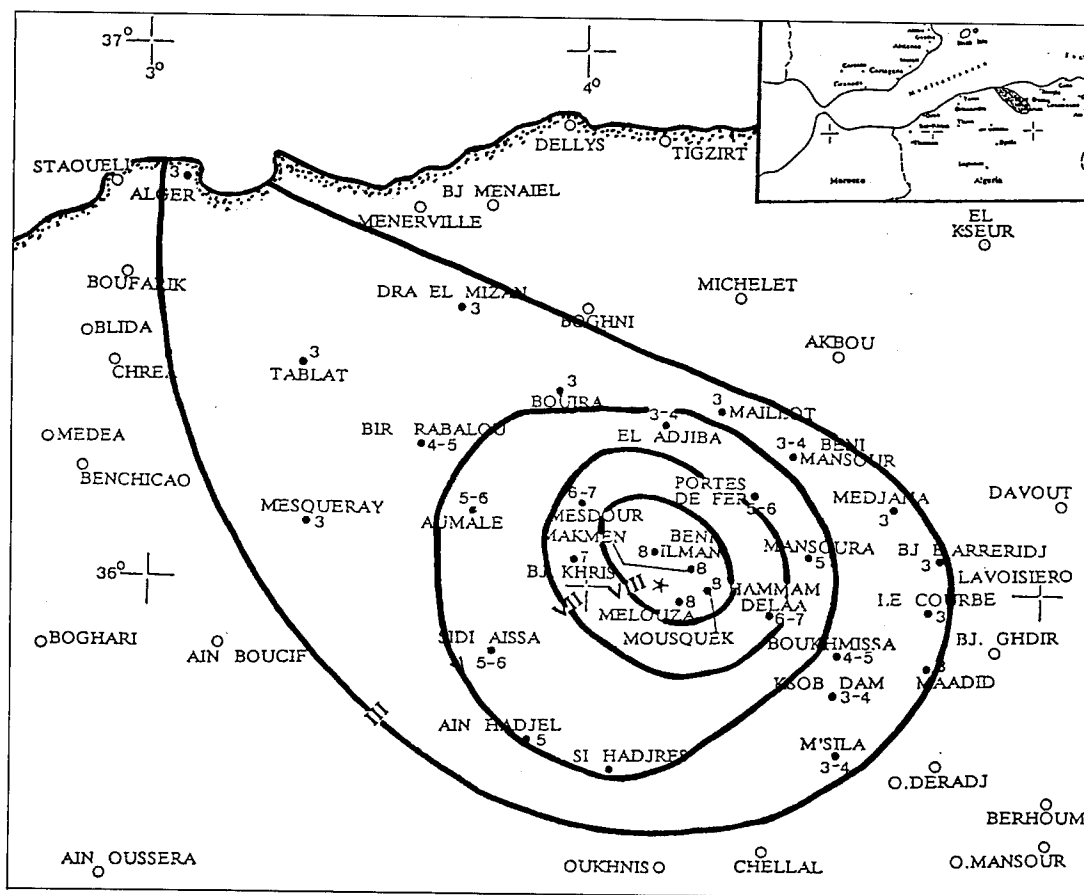 37°
3°
4°
STAOUELI
3
ALGER
DELLYS
TIGZIRT
BJ MENAIEL
MENERVILLE
EL
KSEUR
Morocco
Algeria
BOUFARIK
DRA EL MIZAN
3
MICHELET
BOGHNI
BLIDA
CHREA
3
TABLAT
AKBOU
3
BOUIRA
3
MAILLOT
3-4
EL ADJIBA
MEDEA
BIR RABALOU
4-5
3-4
BENI
MANSOUR
BENCHICAO
PORTES
DE FER
5-6
MEDJANA
3
DAVOUT
MESQUERAY
3
5-6
AUMALE
6-7
MESDOUR
MAKMEN
7
BENI
ILMAN
8
8
MANSOURA
5
BJ B ARRERIDJ
3
36°
BJ. KHRIS
VII
8
HAMMAM
DELAA
6-7
LAVOISIERO
LE COURBE
3
8
MELOUZA
MOUSQUEK
BOGHARI
AIN BOUCIF
SIDI AISSA
V
5-6
BOUKHMISSA
4-5
BJ. GHDIR
3
MAADID
KSOB DAM
3-4
III
AIN HADJEL
5
SI HADJRES
M'SILA
3-4
O.DERADJ
BERHOUM
AIN OUSSERA
OUKHNIS
CHELLAL
O.MANSOUR